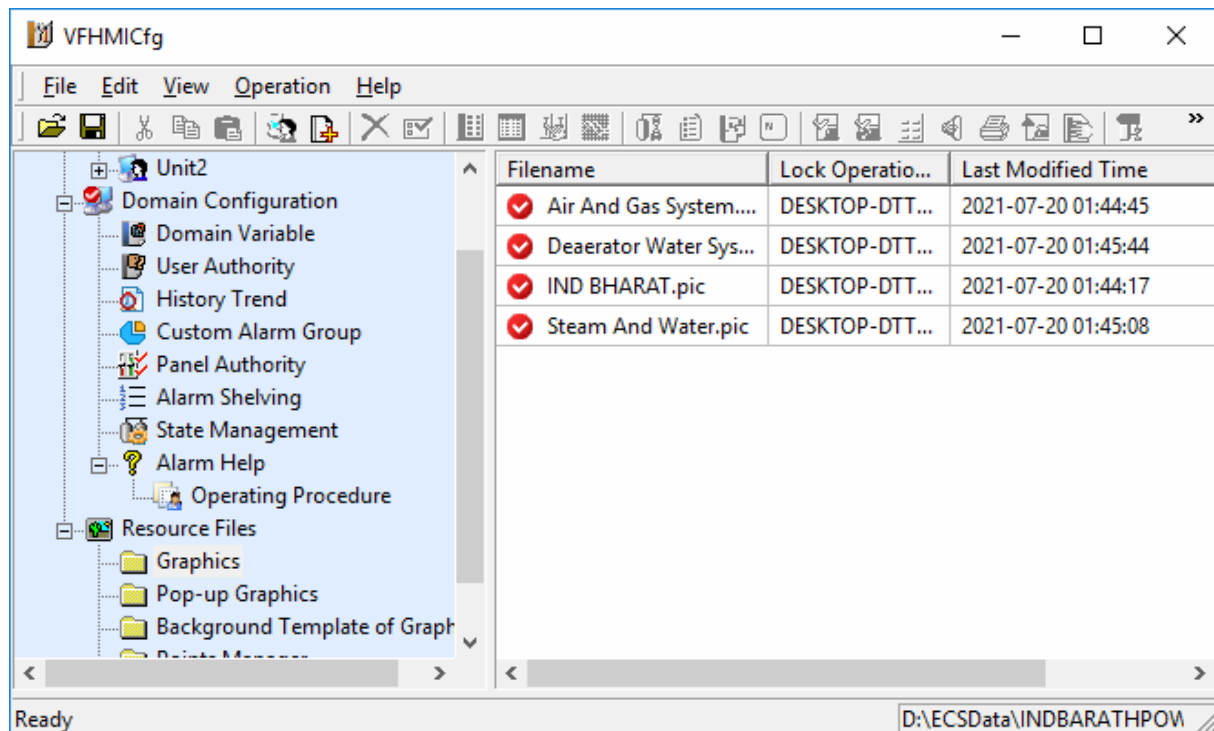 VFHMICfg
File Edit View Operation Help
N
»
Unit2
Domain Configuration
Domain Variable
User Authority
History Trend
Custom Alarm Group
Panel Authority
Alarm Shelving
State Management
Alarm Help
Operating Procedure
Resource Files
Graphics
Pop-up Graphics
Background Template of Graph
Points Manager
Filename Lock Operatio... Last Modified Time
Air And Gas System.... DESKTOP-DTT... 2021-07-20 01:44:45
Deaerator Water Sys... DESKTOP-DTT... 2021-07-20 01:45:44
IND BHARAT.pic DESKTOP-DTT... 2021-07-20 01:44:17
Steam And Water.pic DESKTOP-DTT... 2021-07-20 01:45:08
Ready D:\ECSData\INDBARATHPOW